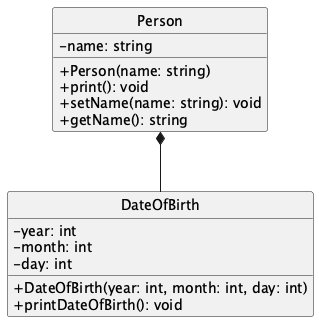 Person
-name: string
+Person(name: string)
+print(): void
+setName(name: string): void
+getName(): string
DateOfBirth
-year: int
-month: int
-day: int
+DateOfBirth(year: int, month: int, day: int)
+printDateOfBirth(): void